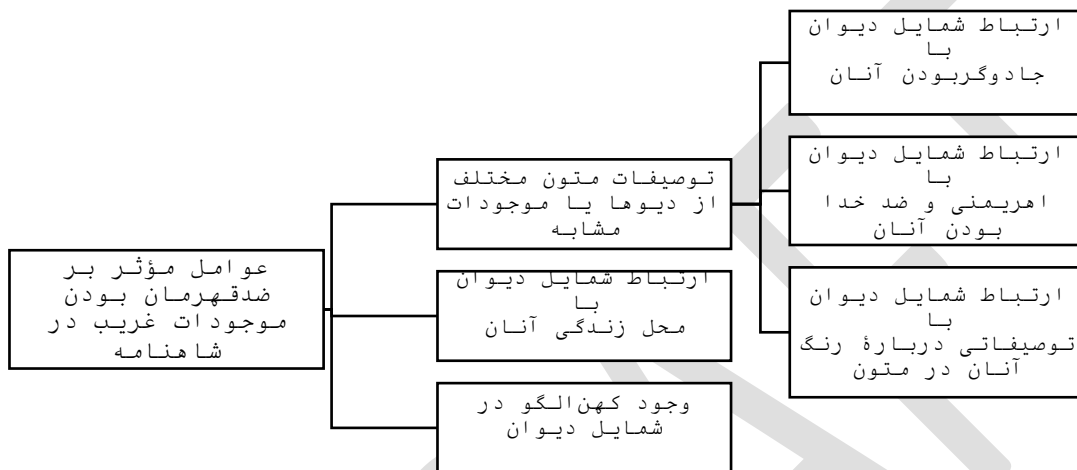 ارتباط شمایل دیوان
با
جادوگربودن آنان
ارتباط شمایل دیوان
با
اهریمنی و ضد خدا
بودن آنان
ارتباط شمایل دیوان
با
توصیفاتی دربارهٔ رنگ
آنان در متون
توصیفات متون مختلف
از دیوها یا موجودات
مشابه
ارتباط شمایل دیوان
با
محل زندگی آنان
وجود کهن‌الگو در
شمایل دیوان
عوامل مؤثر بر
ضدقهرمان بودن
موجودات غریب در
شاهنامه